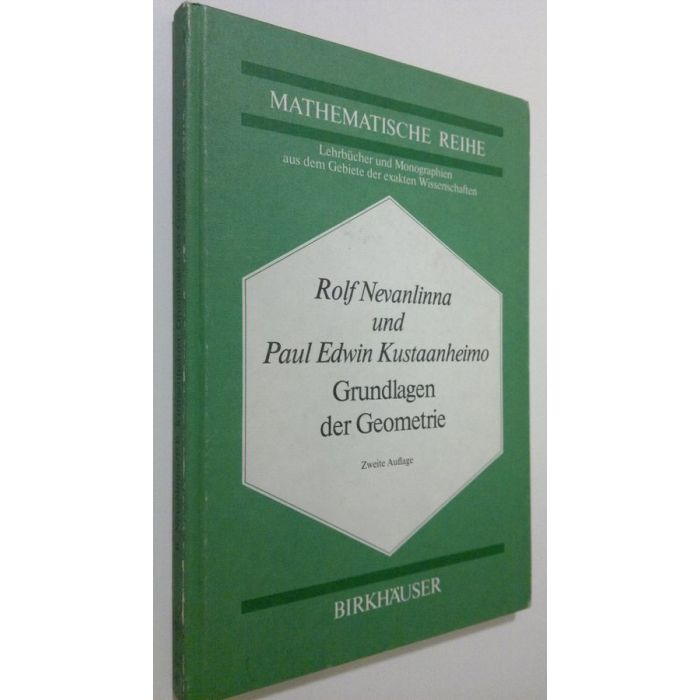 MATHEMATISCHE REIHE
Lehrbücher und Monographien
aus dem Gebiete der exakten Wissenschaften
Rolf Nevanlinna
und
Paul Edwin Kustaanheimo
Grundlagen
der Geometrie
Zweite Auflage
BIRKHÄUSER